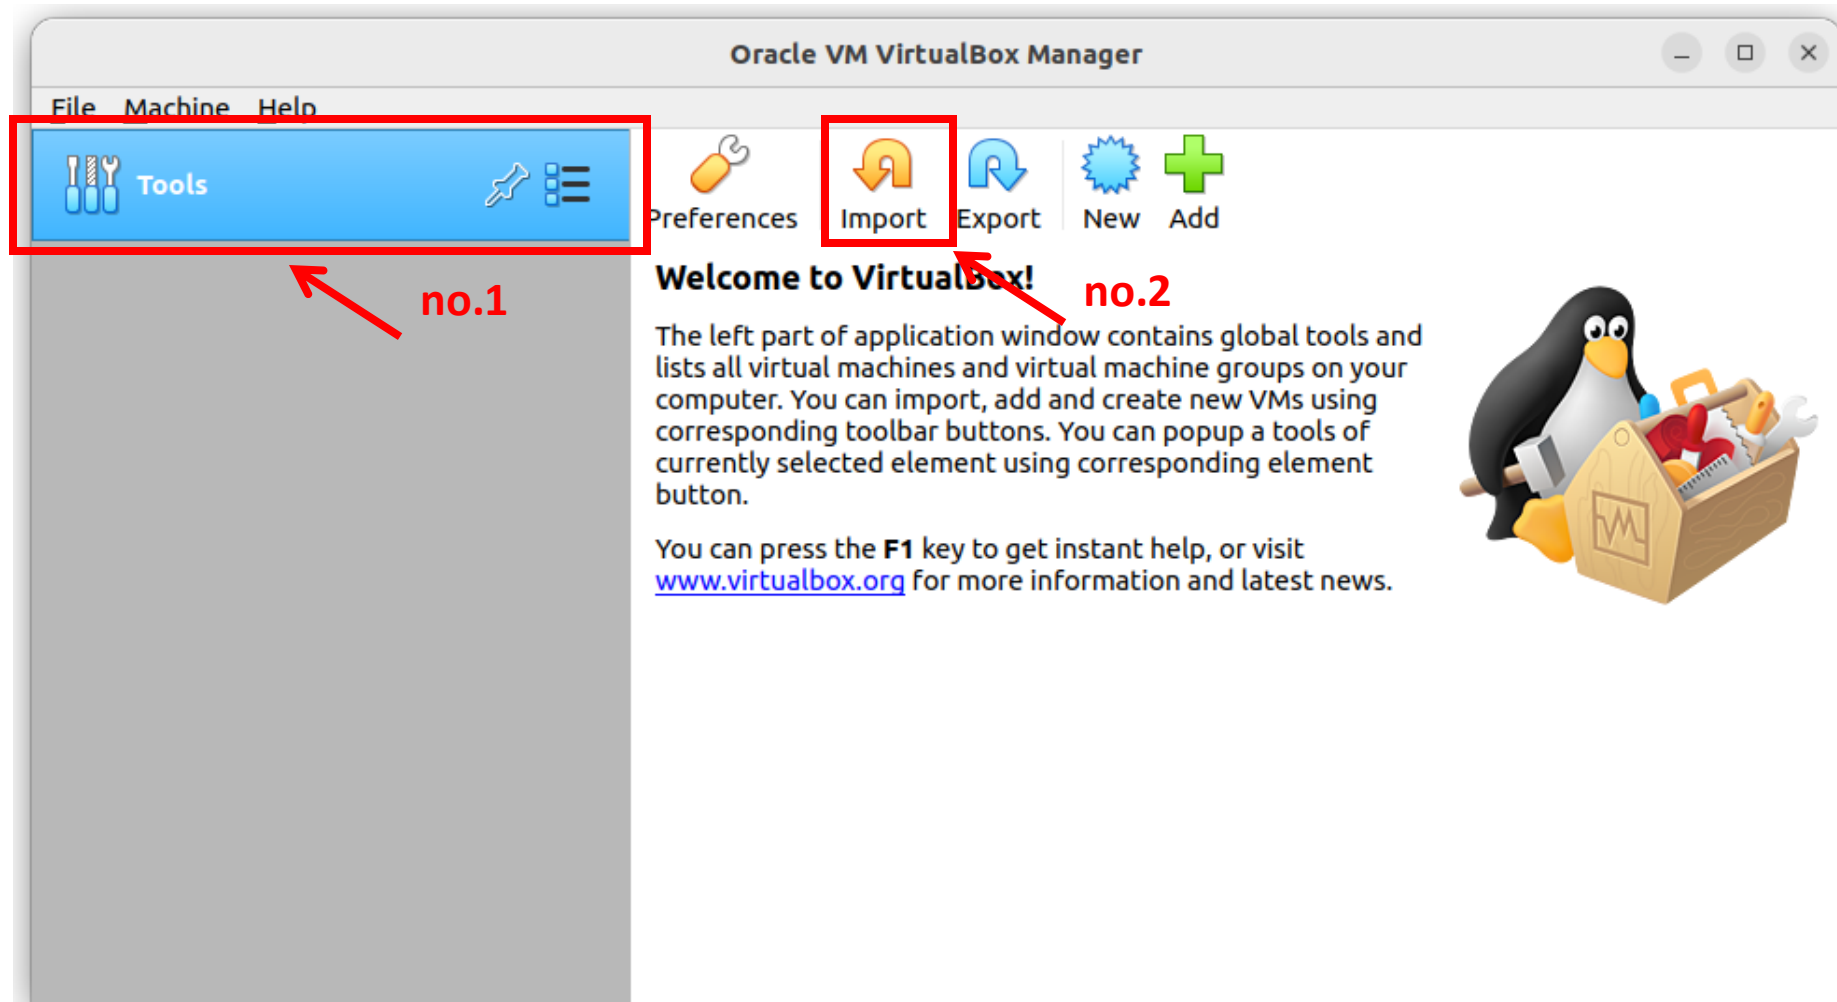 Oracle VM VirtualBox Manager
File Machine Help
Tools
Preferences Import Export New Add
no.1
Welcome to VirtualBox!
no.2
The left part of application window contains global tools and
lists all virtual machines and virtual machine groups on your
computer. You can import, add and create new VMs using
corresponding toolbar buttons. You can popup a tools of
currently selected element using corresponding element
button.
You can press the F1 key to get instant help, or visit
www.virtualbox.org for more information and latest news.